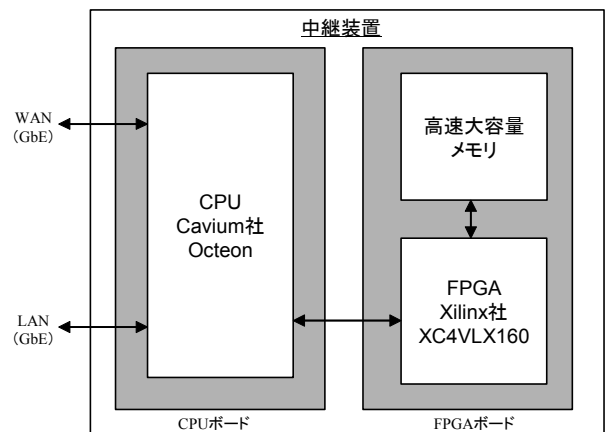 中継装置
WAN
(GbE)
CPU
Cavium社
Octeon
高速大容量
メモリ
FPGA
Xilinx社
XC4VLX160
LAN
(GbE)
CPUボード
FPGAボード